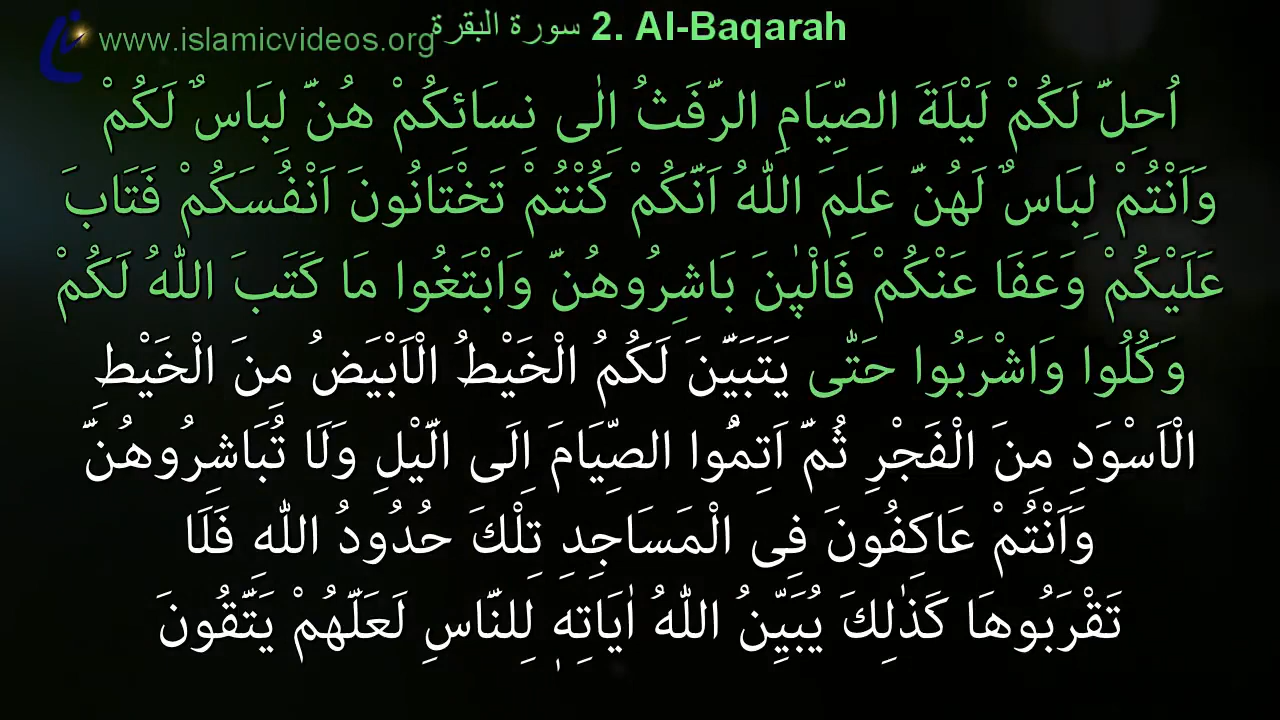 www.islamicvideos.org
سورة البقرة 2. Al-Baqarah
اُحِلَّ لَكُمْ لَيْلَةَ الصِّيَامِ الرَّفَثُ اِلٰى نِسَائِكُمْ هُنَّ لِبَاسٌ لَكُمْ
وَاَنْتُمْ لِبَاسٌ لَهُنَّ عَلِمَ اللّٰهُ اَنَّكُمْ كُنْتُمْ تَخْتَانُونَ اَنْفُسَكُمْ فَتَابَ
عَلَيْكُمْ وَعَفَا عَنْكُمْ فَالْپٰنَ بَاشِرُوهُنَّ وَابْتَغُوا مَا كَتَبَ اللّٰهُ لَكُمْ
وَكُلُوا وَاشْرَبُوا حَتّٰى يَتَبَيَّنَ لَكُمُ الْخَيْطُ الْاَبْيَضُ مِنَ الْخَيْطِ
الْاَسْوَدِ مِنَ الْفَجْرِ ثُمَّ اَتِمُّوا الصِّيَامَ اِلَى الَّيْلِ وَلَا تُبَاشِرُوهُنَّ
وَاَنْتُمْ عَاكِفُونَ فِى الْمَسَاجِدِ تِلْكَ حُدُودُ اللّٰهِ فَلَا
تَقْرَبُوهَا كَذٰلِكَ يُبَيِّنُ اللّٰهُ اٰيَاتِهٖ لِلنَّاسِ لَعَلَّهُمْ يَتَّقُونَ